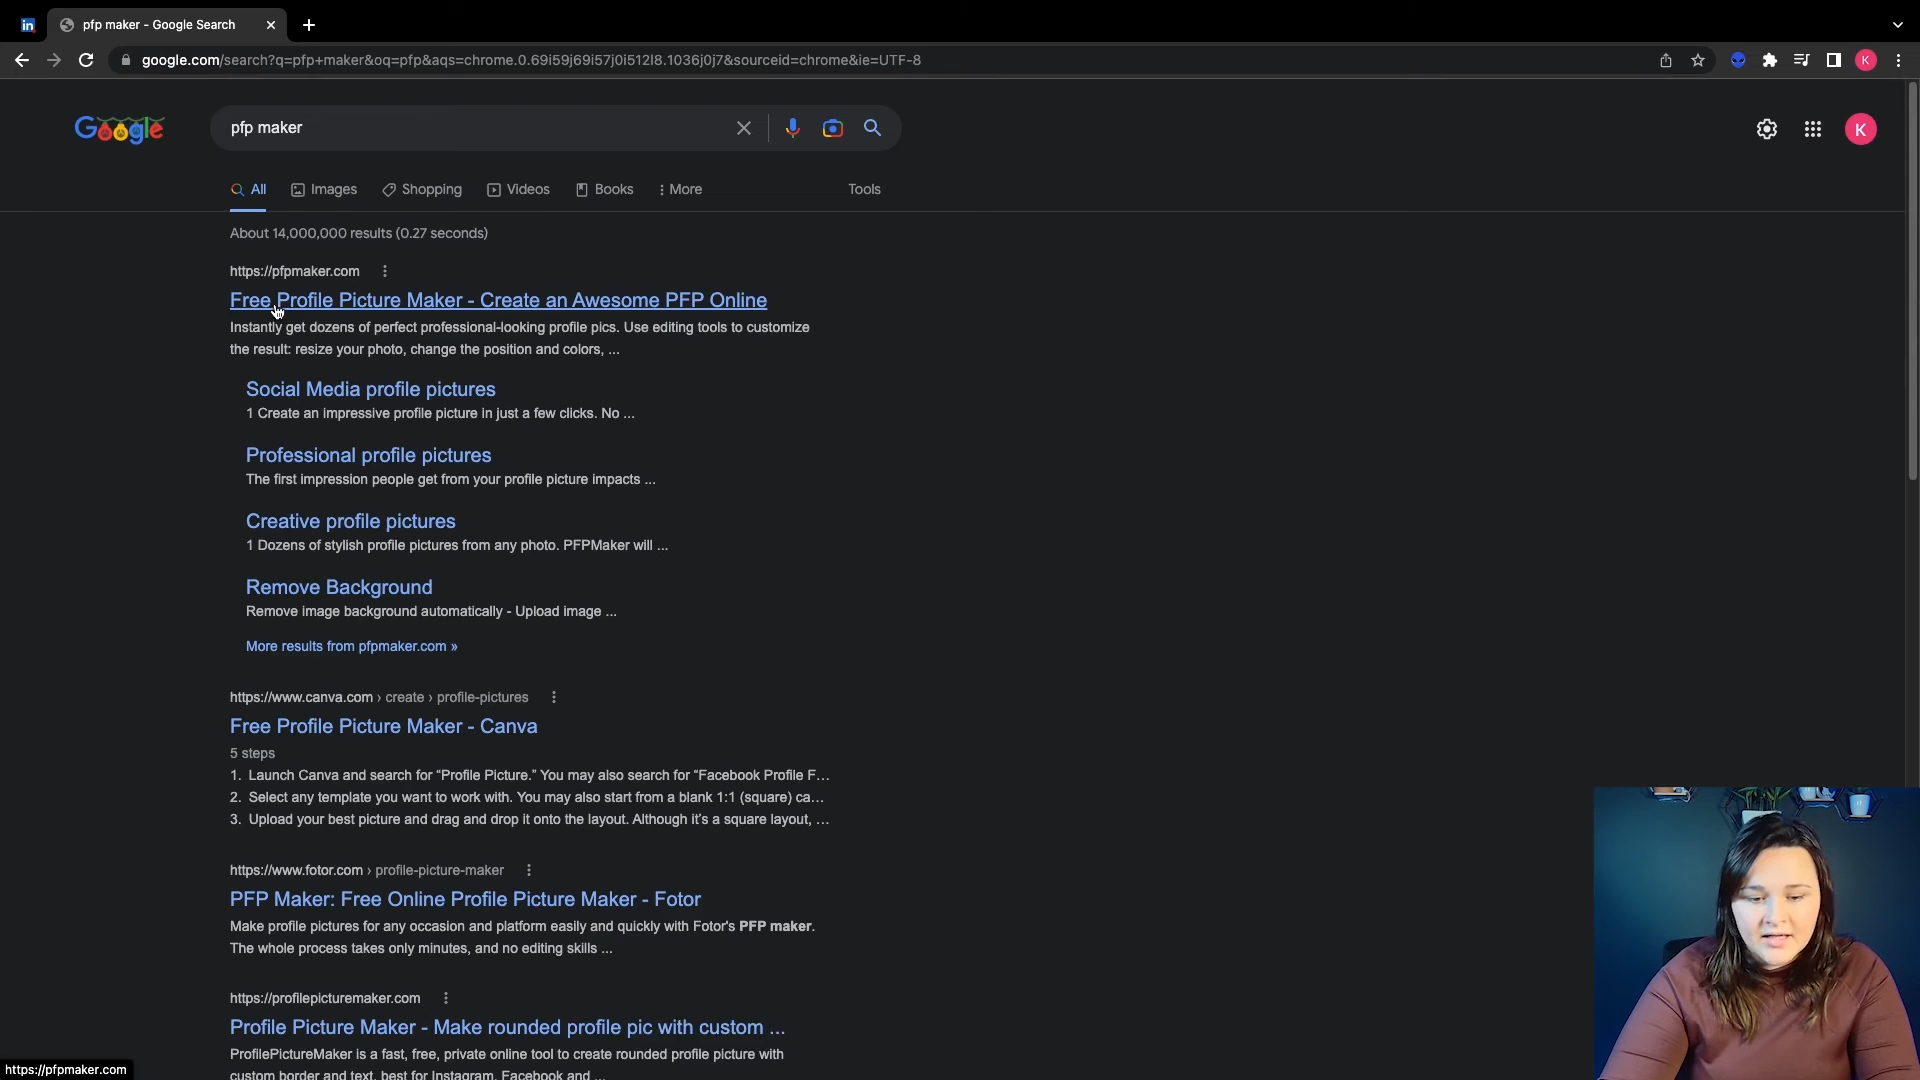 in
pfp maker - Google Search
google.com/search?q=pfp+maker&oq=pfp&aqs=chrome.0.69i59j69i57j0i512l8.1036j0j7&sourceid=chrome&ie=UTF-8
K
Google
pfp maker
K
All
Images
Shopping
Videos
Books
More
Tools
About 14,000,000 results (0.27 seconds)
https://pfpmaker.com
Free Profile Picture Maker - Create an Awesome PFP Online
Instantly get dozens of perfect professional-looking profile pics. Use editing tools to customize
the result: resize your photo, change the position and colors, ...
Social Media profile pictures
1 Create an impressive profile picture in just a few clicks. No ...
Professional profile pictures
The first impression people get from your profile picture impacts ...
Creative profile pictures
1 Dozens of stylish profile pictures from any photo. PFPMaker will ...
Remove Background
Remove image background automatically - Upload image ...
More results from pfpmaker.com »
https://www.canva.com › create › profile-pictures
Free Profile Picture Maker - Canva
5 steps
1. Launch Canva and search for “Profile Picture.” You may also search for “Facebook Profile F...
2. Select any template you want to work with. You may also start from a blank 1:1 (square) ca...
3. Upload your best picture and drag and drop it onto the layout. Although it’s a square layout, ...
https://www.fotor.com › profile-picture-maker
PFP Maker: Free Online Profile Picture Maker - Fotor
Make profile pictures for any occasion and platform easily and quickly with Fotor's PFP maker.
The whole process takes only minutes, and no editing skills ...
https://profilepicturemaker.com
Profile Picture Maker - Make rounded profile pic with custom ...
ProfilePictureMaker is a fast, free, private online tool to create rounded profile picture with
custom border and text, best for Instagram, Facebook and ...
https://pfpmaker.com